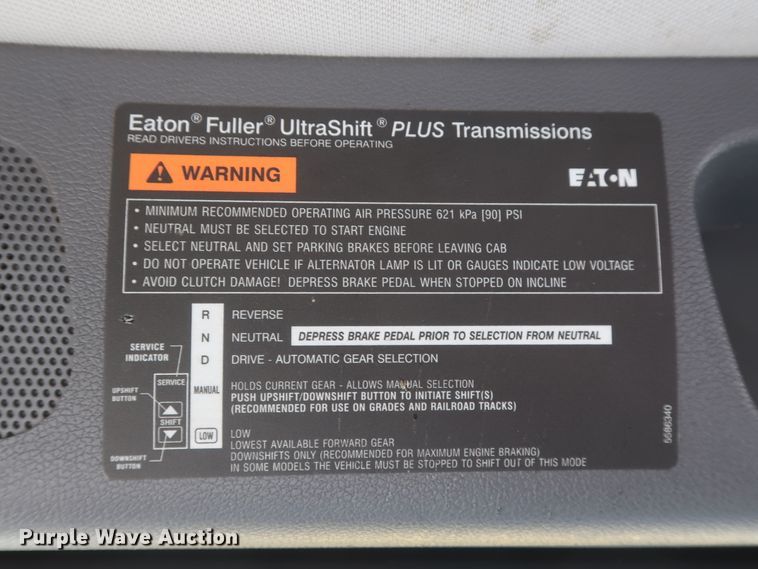 Eaton® Fuller® UltraShift® PLUS Transmissions
READ DRIVERS INSTRUCTIONS BEFORE OPERATING
WARNING
EATON
• MINIMUM RECOMMENDED OPERATING AIR PRESSURE 621 kPa [90] PSI
• NEUTRAL MUST BE SELECTED TO START ENGINE
• SELECT NEUTRAL AND SET PARKING BRAKES BEFORE LEAVING CAB
• DO NOT OPERATE VEHICLE IF ALTERNATOR LAMP IS LIT OR GAUGES INDICATE LOW VOLTAGE
• AVOID CLUTCH DAMAGE! DEPRESS BRAKE PEDAL WHEN STOPPED ON INCLINE
R REVERSE
N NEUTRAL DEPRESS BRAKE PEDAL PRIOR TO SELECTION FROM NEUTRAL
D DRIVE - AUTOMATIC GEAR SELECTION
MANUAL HOLDS CURRENT GEAR - ALLOWS MANUAL SELECTION
PUSH UPSHIFT/DOWNSHIFT BUTTON TO INITIATE SHIFT(S)
(RECOMMENDED FOR USE ON GRADES AND RAILROAD TRACKS)
LOW LOW
LOWEST AVAILABLE FORWARD GEAR
DOWNSHIFTS ONLY (RECOMMENDED FOR MAXIMUM ENGINE BRAKING)
IN SOME MODELS THE VEHICLE MUST BE STOPPED TO SHIFT OUT OF THIS MODE
SERVICE
INDICATOR
SERVICE
UPSHIFT
BUTTON
SHIFT
DOWNSHIFT
BUTTON
5586340
Purple Wave Auction